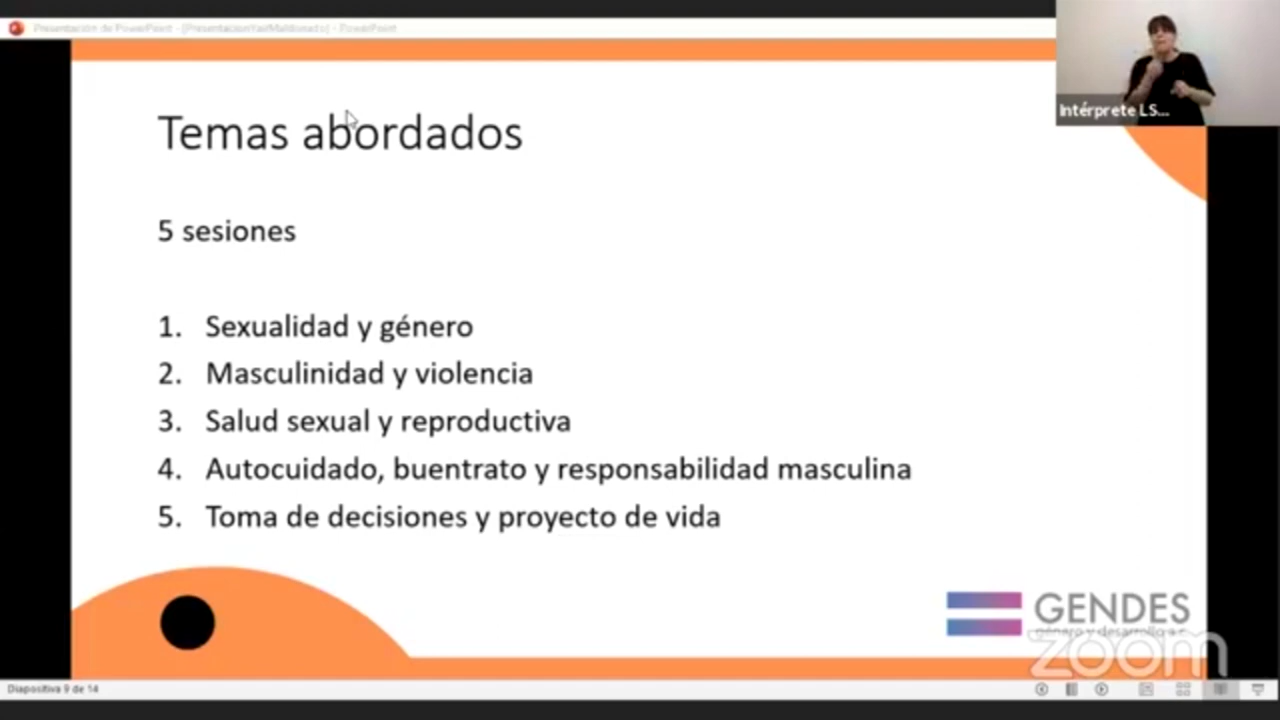 Presentación de PowerPoint - [PresentacionYairMaldonado] - PowerPoint
Intérprete LS...
Temas abordados
5 sesiones
1. Sexualidad y género
2. Masculinidad y violencia
3. Salud sexual y reproductiva
4. Autocuidado, buentrato y responsabilidad masculina
5. Toma de decisiones y proyecto de vida
GENDES
género y desarrollo a.c.
zoom
Diapositiva 9 de 14